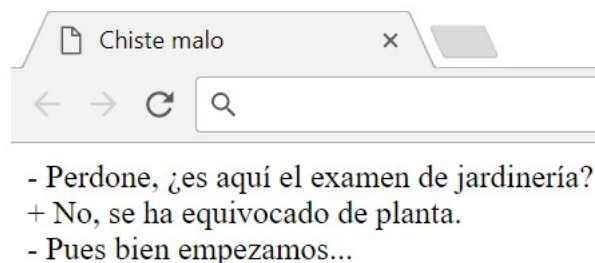 Chiste malo
- Perdone, ¿es aquí el examen de jardinería?
+ No, se ha equivocado de planta.
- Pues bien empezamos...